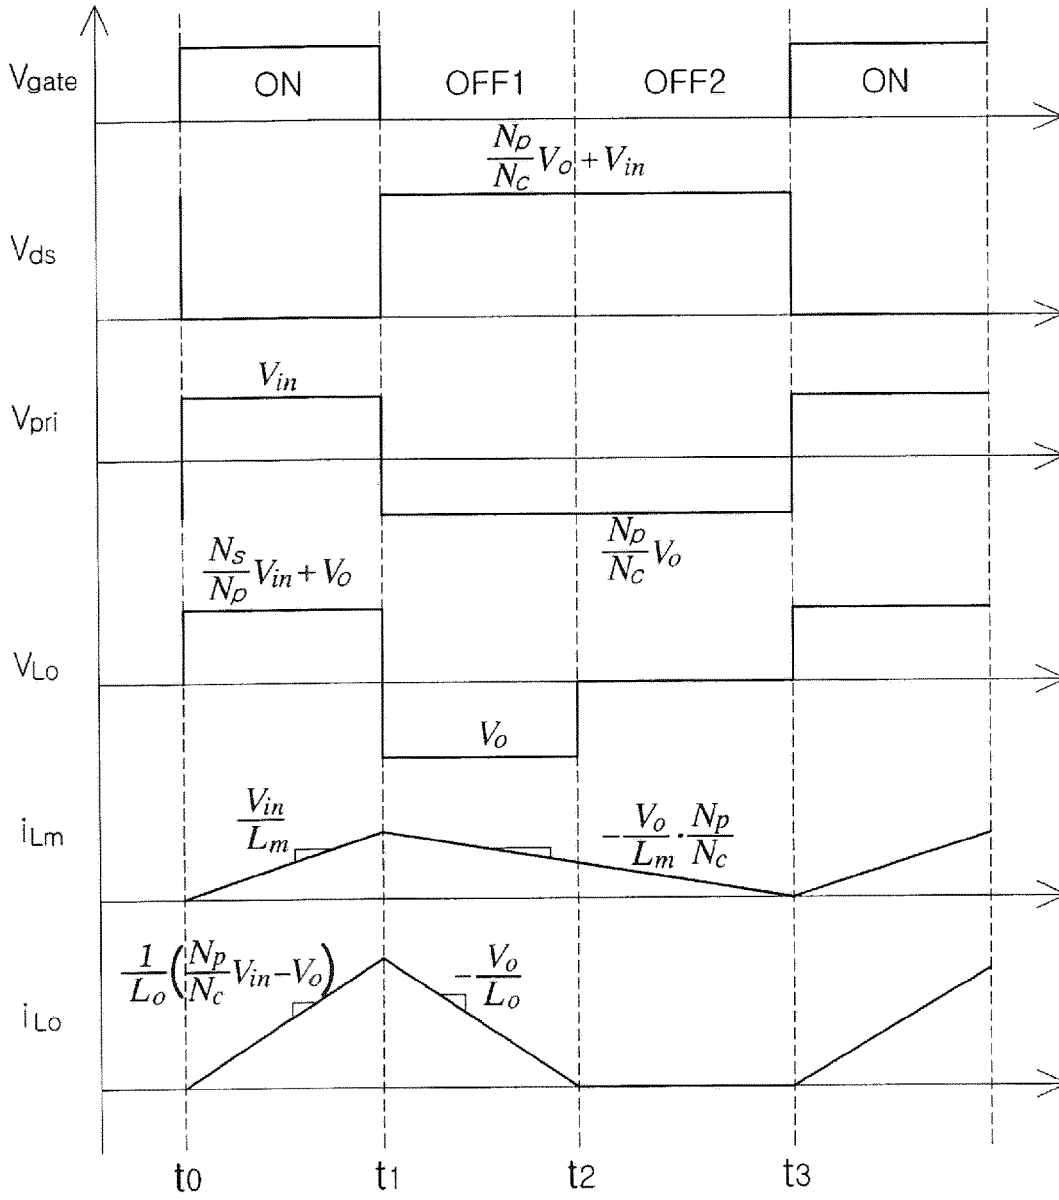 Vgate
ON
OFF1
OFF2
ON
Np/Nc Vo + Vin
Vds
Vin
Vpri
Np/Nc Vo
Ns/Np Vin + Vo
VLo
Vo
iLm
Vin/Lm
-Vo/Lm · Np/Nc
iLo
1/Lo (Np/Nc Vin - Vo)
-Vo/Lo
t0
t1
t2
t3